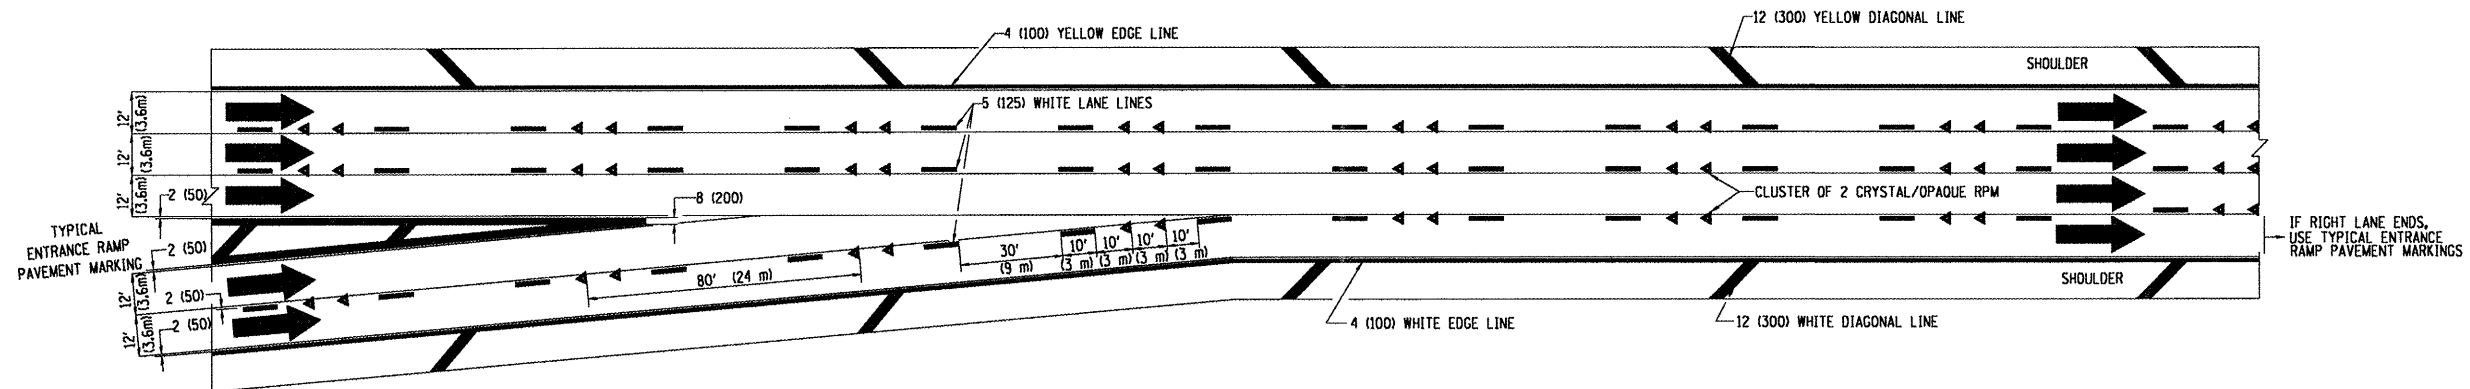 12 (300) YELLOW DIAGONAL LINE
4 (100) YELLOW EDGE LINE
SHOULDER
5 (125) WHITE LANE LINES
12'
(3.6m)
12'
(3.6m)
12'
(3.6m)
2 (50)
8 (200)
CLUSTER OF 2 CRYSTAL/OPAQUE RPM
TYPICAL
ENTRANCE RAMP
PAVEMENT MARKING
2 (50)
IF RIGHT LANE ENDS,
USE TYPICAL ENTRANCE
RAMP PAVEMENT MARKINGS
30'
(9 m)
10'
(3 m)
10'
(3 m)
10'
(3 m)
10'
(3 m)
80' (24 m)
SHOULDER
12'
(3.6m)
2 (50)
12'
(3.6m)
2 (50)
4 (100) WHITE EDGE LINE
12 (300) WHITE DIAGONAL LINE